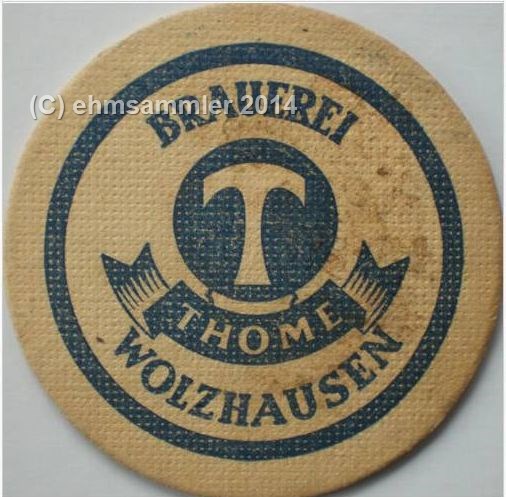 (C) ehmsammler 2014
BRAUEREI
T
THOME
WOLZHAUSEN